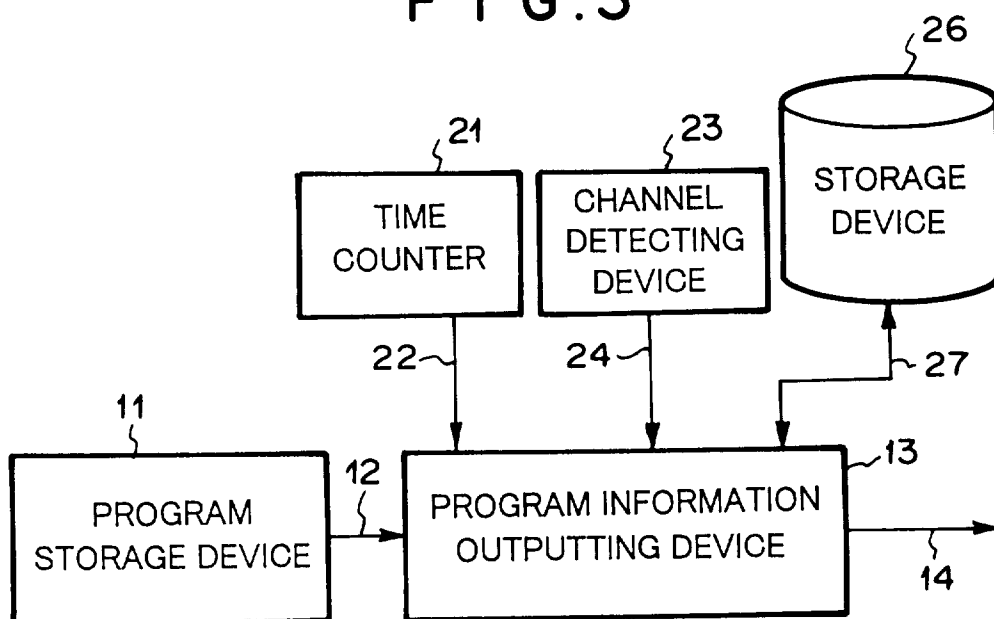 FIG.3
26
21
23
TIME
COUNTER
CHANNEL
DETECTING
DEVICE
STORAGE
DEVICE
22
24
27
11
12
13
PROGRAM
STORAGE DEVICE
PROGRAM INFORMATION
OUTPUTTING DEVICE
14